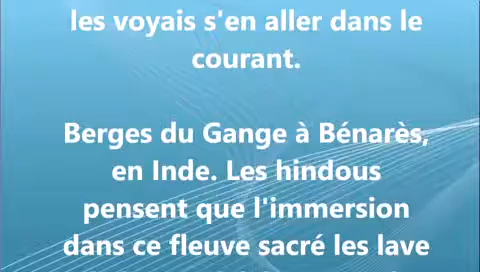 les voyais s'en aller dans le
courant.
Berges du Gange à Bénarès,
en Inde. Les hindous
pensent que l'immersion
dans ce fleuve sacré les lave